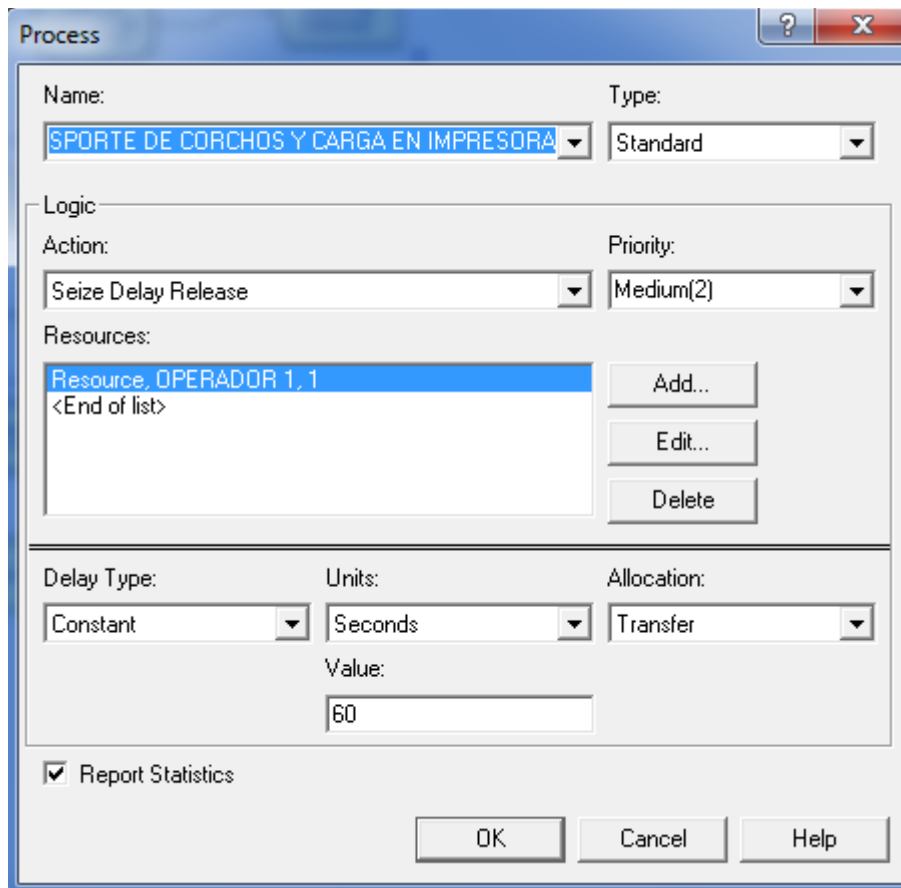 Process
Name: Type:
SPORTE DE CORCHOS Y CARGA EN IMPRESORA Standard
Logic
Action: Priority:
Seize Delay Release Medium(2)
Resources:
Resource, OPERADOR 1, 1
<End of list>
Add...
Edit...
Delete
Delay Type: Units: Allocation:
Constant Seconds Transfer
Value:
60
Report Statistics
OK Cancel Help